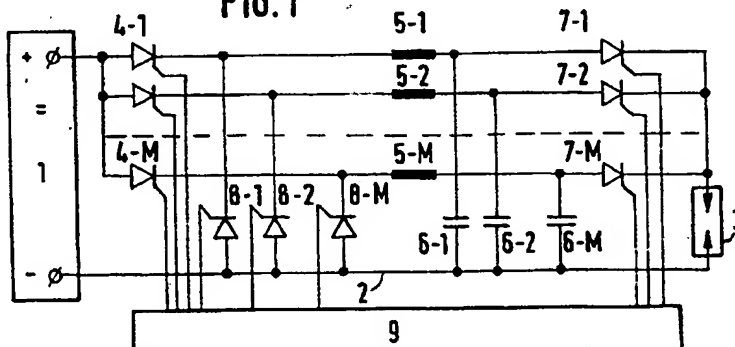 FIG. 1
4-1 5-1 7-1
+ ø 5-2 7-2
=
1 4-M 5-M 7-M
8-1 8-2 8-M
6-1 6-2 6-M
- ø 2
9